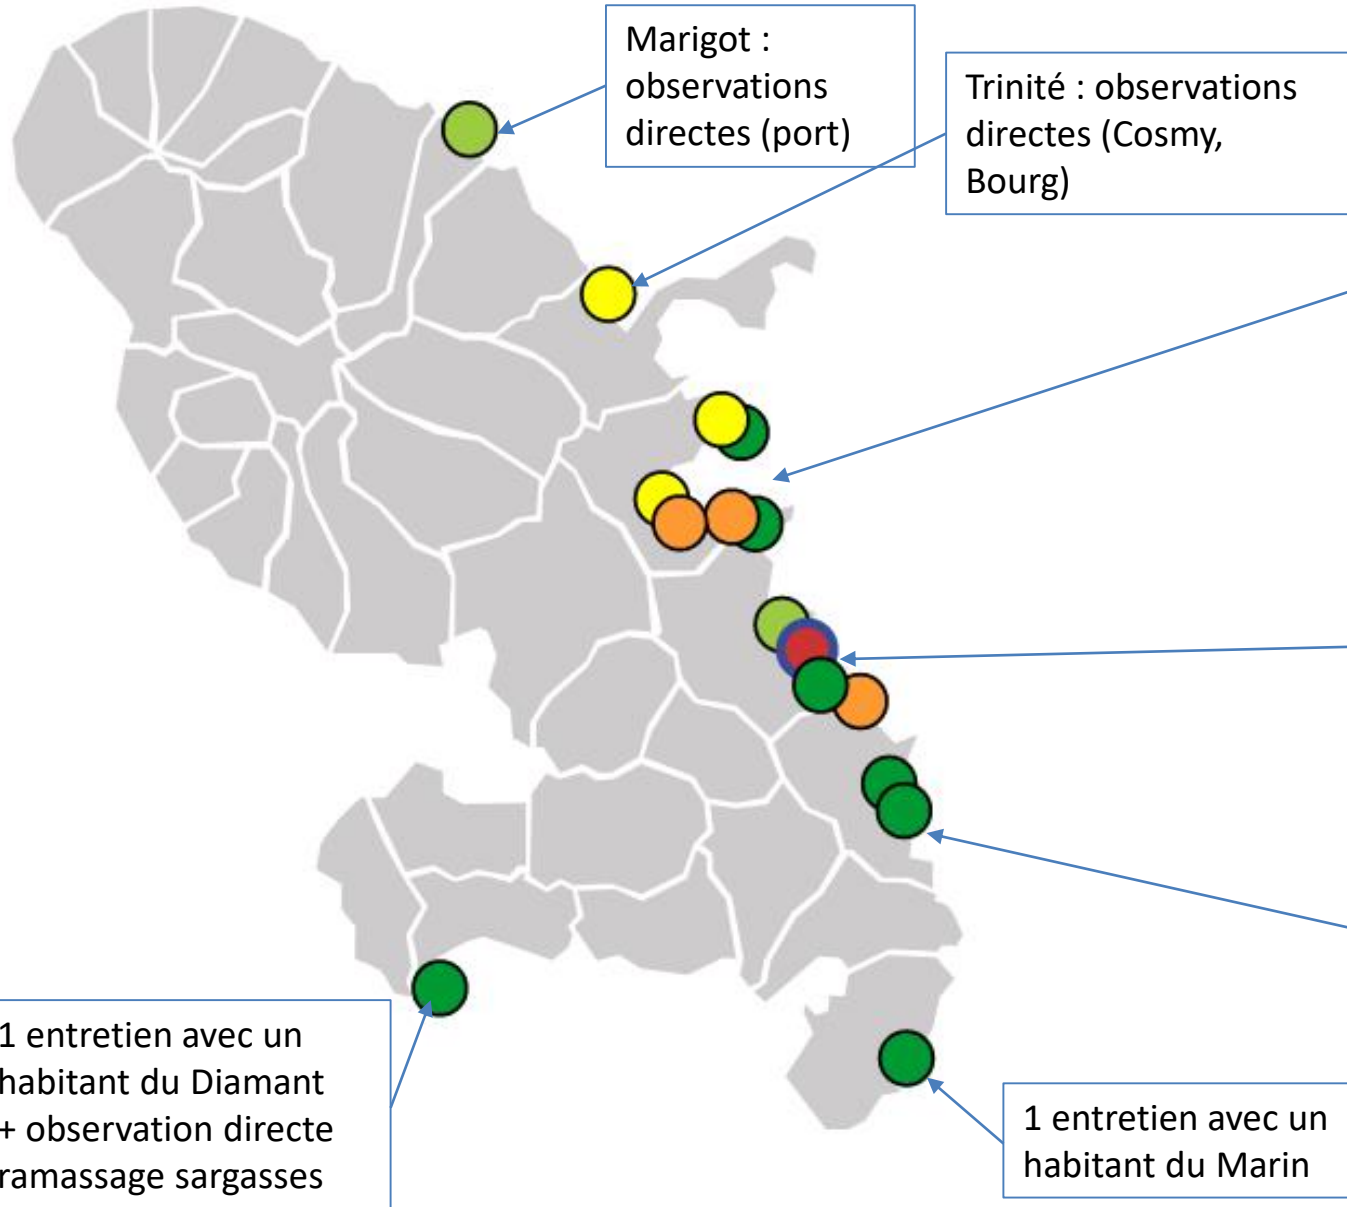 Marigot :
observations
directes (port)
Trinité : observations
directes (Cosmy,
Bourg)
1 entretien avec un
habitant du Diamant
+ observation directe
ramassage sargasses
1 entretien avec un
habitant du Marin